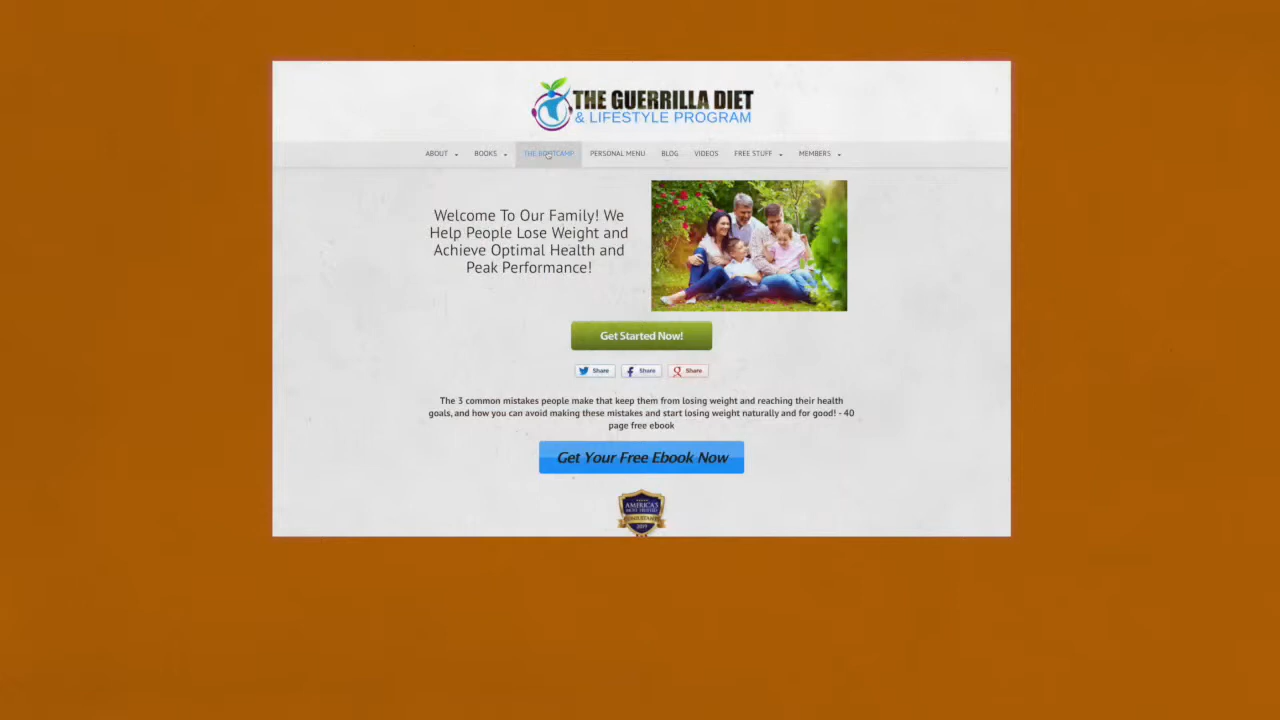 THE GUERRILLA DIET
& LIFESTYLE PROGRAM
ABOUT BOOKS THE BOOTCAMP PERSONAL MENU BLOG VIDEOS FREE STUFF MEMBERS
Welcome To Our Family! We
Help People Lose Weight and
Achieve Optimal Health and
Peak Performance!
Get Started Now!
Share Share Share
The 3 common mistakes people make that keep them from losing weight and reaching their health
goals, and how you can avoid making these mistakes and start losing weight naturally and for good! - 40
page free ebook
Get Your Free Ebook Now
AMERICA'S
MOST TRUSTED
2019